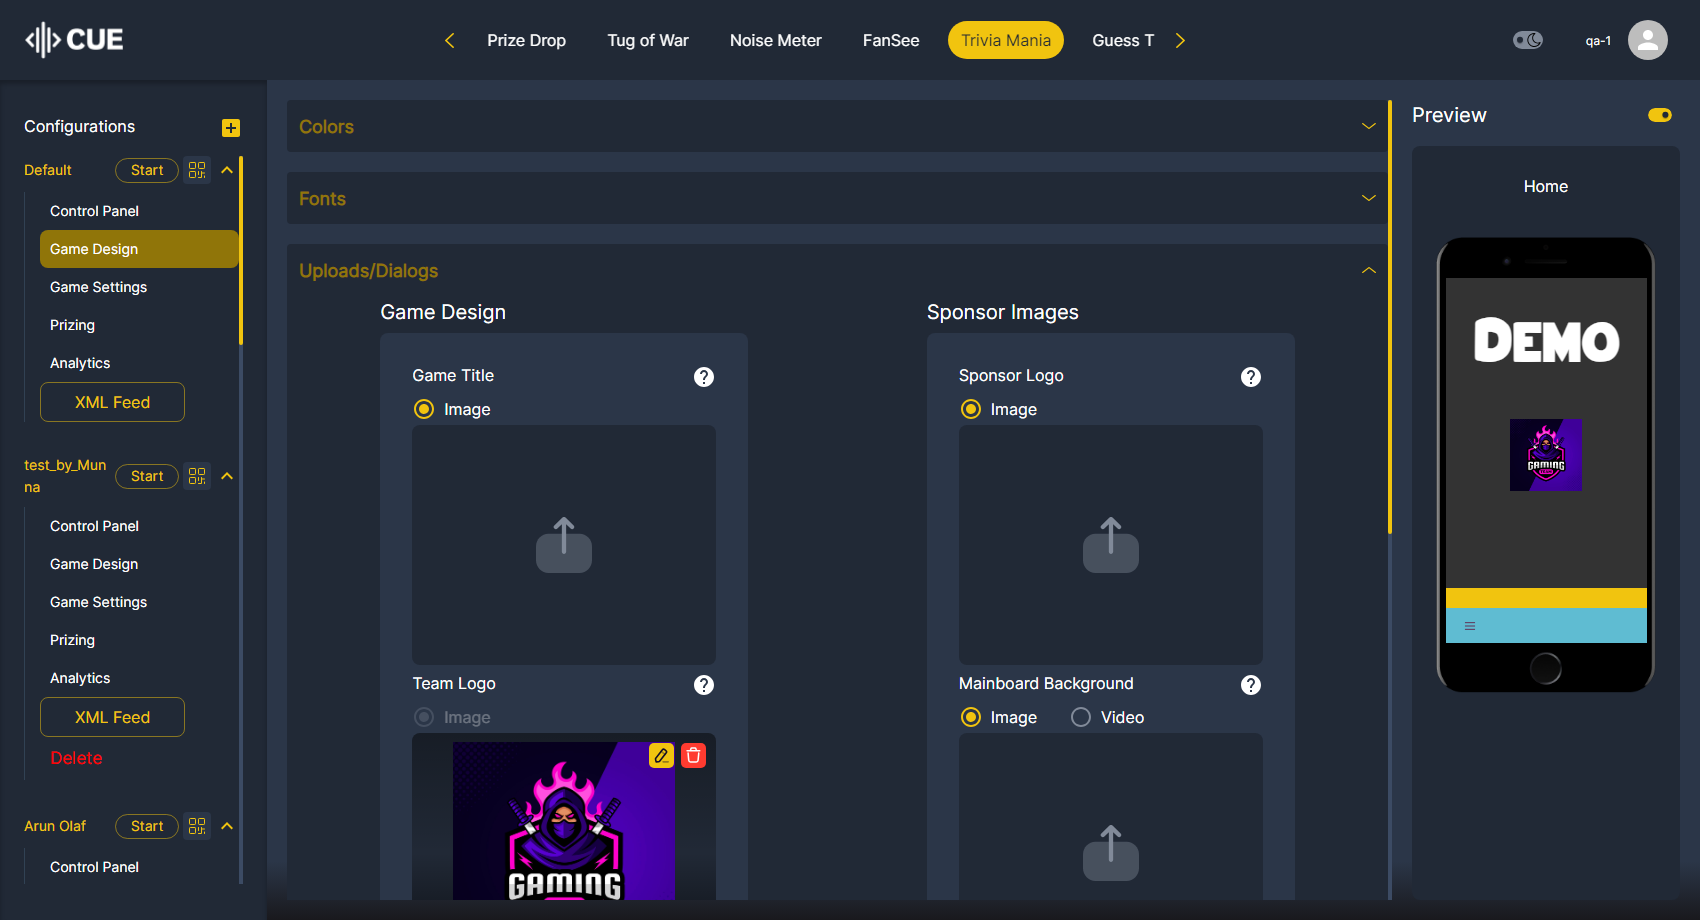 CUE
Prize Drop
Tug of War
Noise Meter
FanSee
Trivia Mania
Guess T
qa-1
Configurations
Default
Start
Control Panel
Game Design
Game Settings
Prizing
Analytics
XML Feed
test_by_Mun
na
Start
Control Panel
Game Design
Game Settings
Prizing
Analytics
XML Feed
Delete
Arun Olaf
Start
Control Panel
Colors
Fonts
Uploads/Dialogs
Game Design
Game Title
?
Image
Team Logo
?
Image
GAMING
Sponsor Images
Sponsor Logo
?
Image
Mainboard Background
?
Image
Video
Preview
Home
DEMO
GAMING